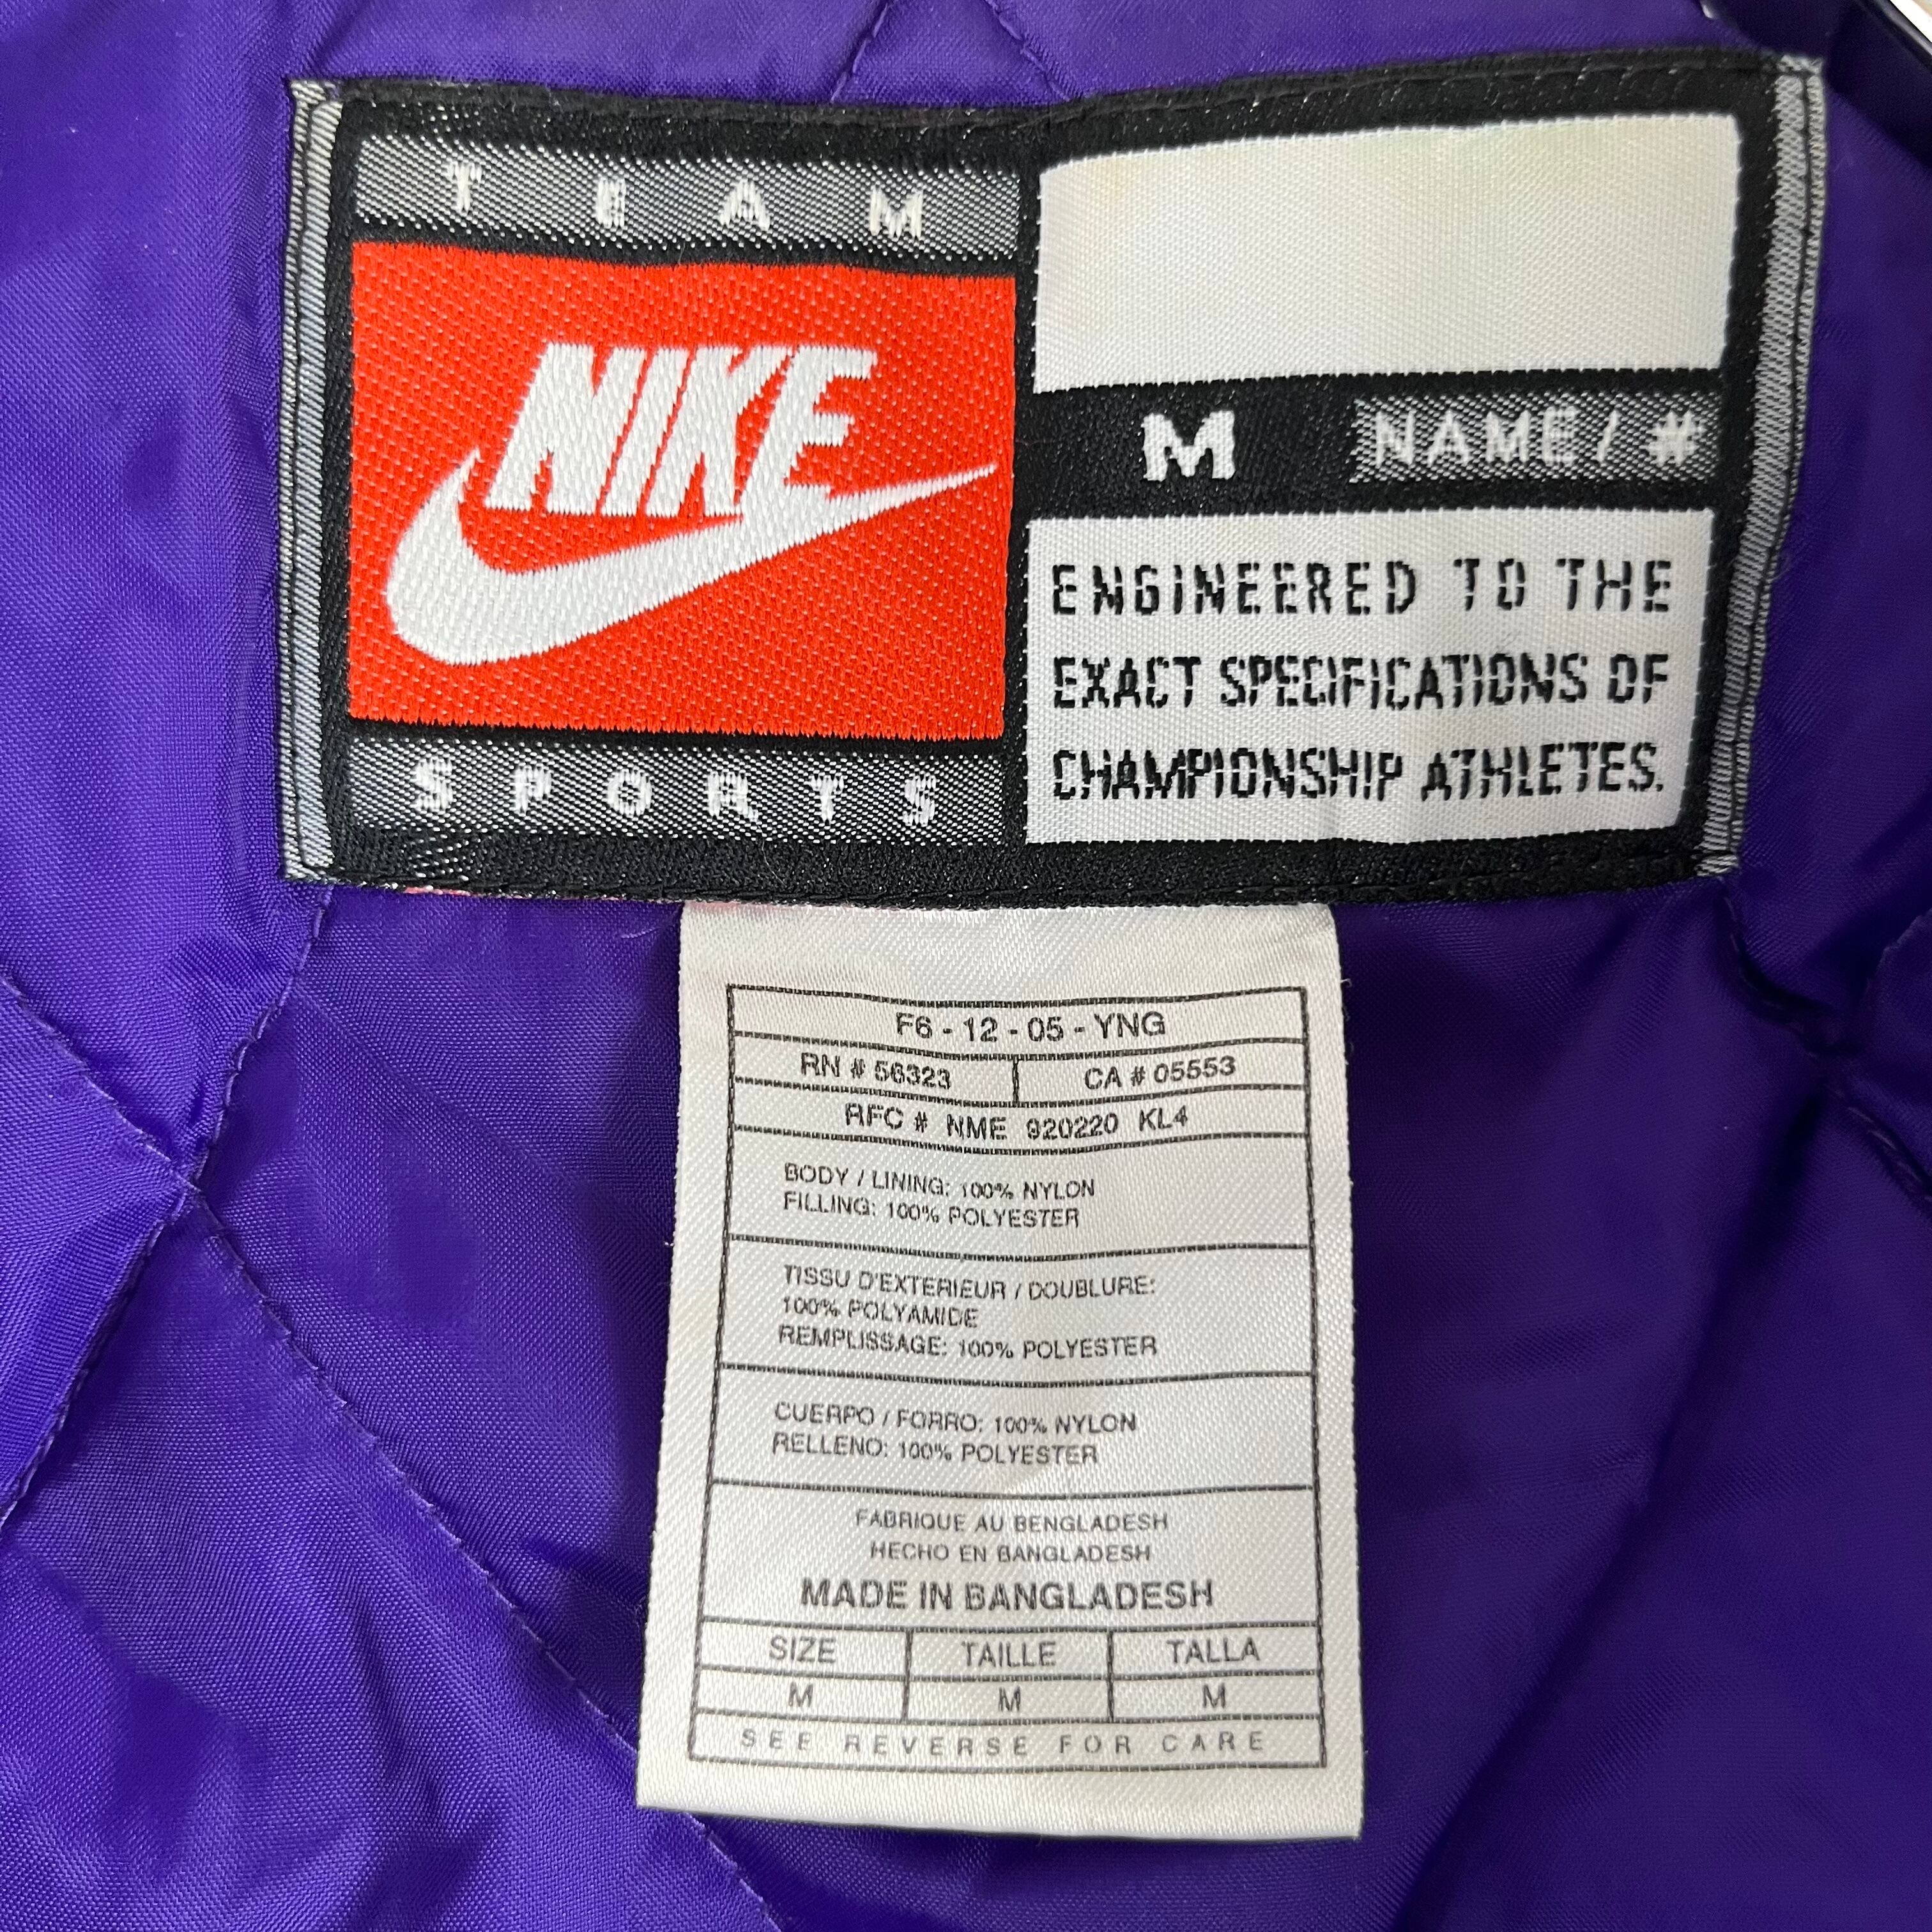 TEAM
NIKE
SPORTS
M NAME/#
ENGINEERED TO THE
EXACT SPECIFICATIONS OF
CHAMPIONSHIP ATHLETES.
F6 - 12 - 05 - YNG
RN # 56323 CA # 05553
RFC # NME 920220 KL4
BODY / LINING: 100% NYLON
FILLING: 100% POLYESTER
TISSU D'EXTERIEUR / DOUBLURE:
100% POLYAMIDE
REMPLISSAGE: 100% POLYESTER
CUERPO / FORRO: 100% NYLON
RELLENO: 100% POLYESTER
FABRIQUE AU BENGLADESH
HECHO EN BANGLADESH
MADE IN BANGLADESH
SIZE TAILLE TALLA
M M M
SEE REVERSE FOR CARE